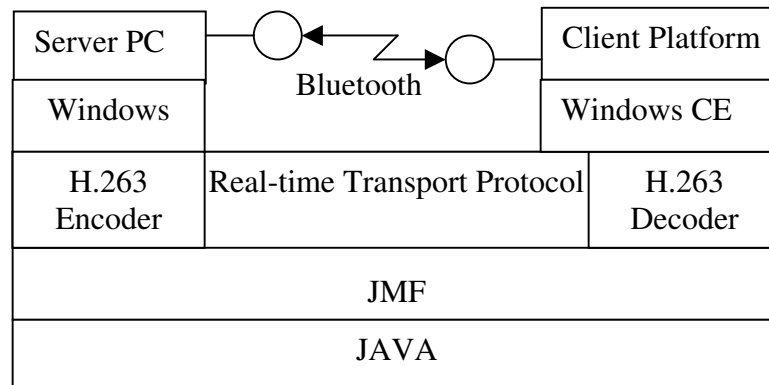 Server PC
Client Platform
Bluetooth
Windows
Windows CE
H.263
Encoder
Real-time Transport Protocol
H.263
Decoder
JMF
JAVA